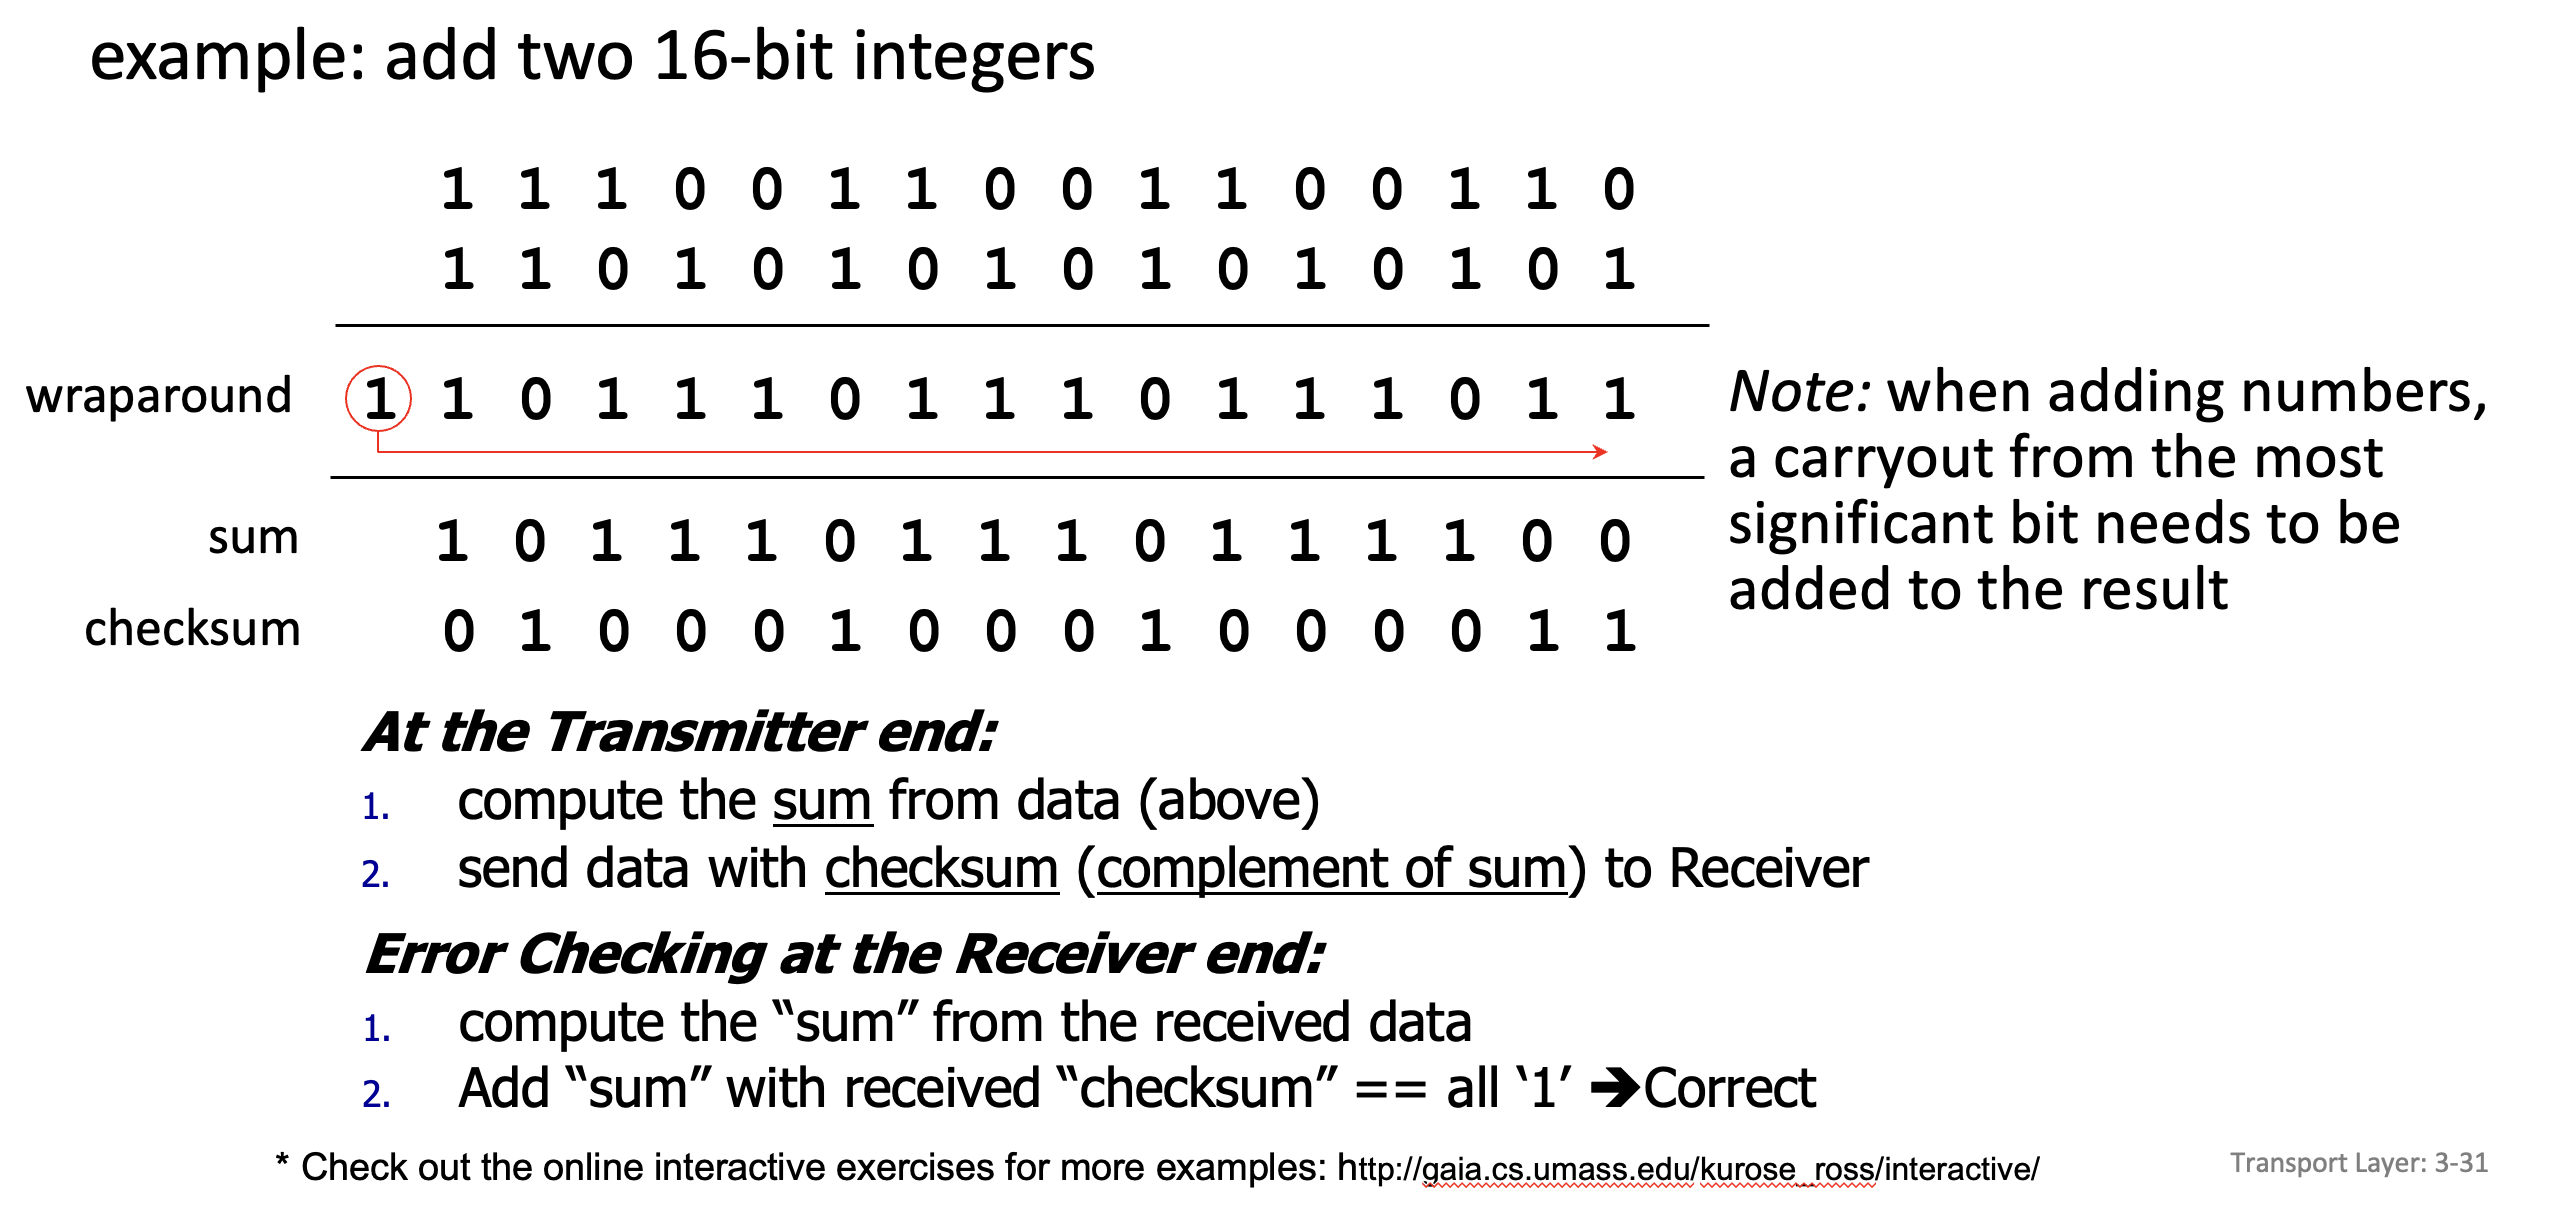 example: add two 16-bit integers
1 1 1 0 0 1 1 0 0 1 1 0 0 1 1 0
1 1 0 1 0 1 0 1 0 1 0 1 0 1 0 1
wraparound 1 1 0 1 1 1 0 1 1 1 0 1 1 1 0 1 1
sum 1 0 1 1 1 0 1 1 1 0 1 1 1 1 0 0
checksum 0 1 0 0 0 1 0 0 0 1 0 0 0 0 1 1
Note: when adding numbers,
a carryout from the most
significant bit needs to be
added to the result
At the Transmitter end:
1. compute the sum from data (above)
2. send data with checksum (complement of sum) to Receiver
Error Checking at the Receiver end:
1. compute the “sum” from the received data
2. Add “sum” with received “checksum” == all ‘1’ ➔Correct
* Check out the online interactive exercises for more examples: http://gaia.cs.umass.edu/kurose_ross/interactive/
Transport Layer: 3-31